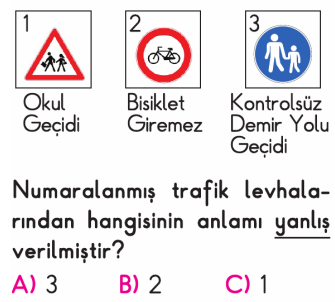 1
2
3
Okul
Geçidi
Bisiklet
Giremez
Kontrolsüz
Demir Yolu
Geçidi
Numaralanmış trafik levhala-
rından hangisinin anlamı yanlış
verilmiştir?
A) 3 B) 2 C) 1